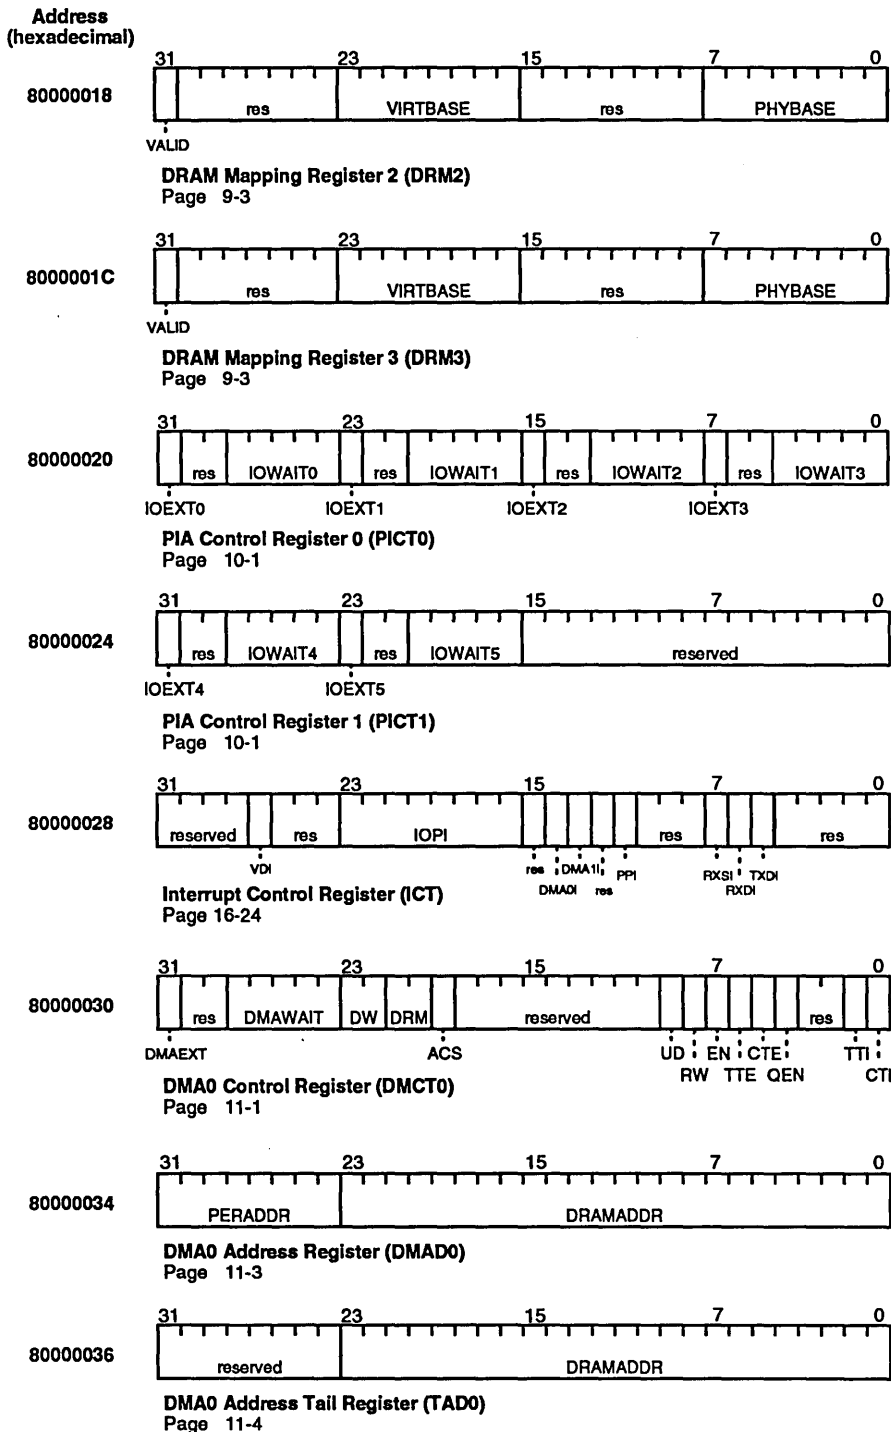 Address
(hexadecimal)
31 23 15 7 0
80000018
res VIRTBASE res PHYBASE
VALID
DRAM Mapping Register 2 (DRM2)
Page 9-3
31 23 15 7 0
8000001C
res VIRTBASE res PHYBASE
VALID
DRAM Mapping Register 3 (DRM3)
Page 9-3
31 23 15 7 0
80000020
res IOWAIT0 res IOWAIT1 res IOWAIT2 res IOWAIT3
IOEXT0 IOEXT1 IOEXT2 IOEXT3
PIA Control Register 0 (PICT0)
Page 10-1
31 23 15 7 0
80000024
res IOWAIT4 res IOWAIT5 reserved
IOEXT4 IOEXT5
PIA Control Register 1 (PICT1)
Page 10-1
31 23 15 7 0
80000028
reserved res IOPI res res
VDI res DMA1I PPI RXSI TXDI
DMA0I res RXDI
Interrupt Control Register (ICT)
Page 16-24
31 23 15 7 0
80000030
res DMAWAIT DW DRM reserved res
DMAEXT ACS UD EN CTE TTI
RW TTE QEN CTI
DMA0 Control Register (DMCT0)
Page 11-1
31 23 15 7 0
80000034
PERADDR DRAMADDR
DMA0 Address Register (DMAD0)
Page 11-3
31 23 15 7 0
80000036
reserved DRAMADDR
DMA0 Address Tail Register (TAD0)
Page 11-4